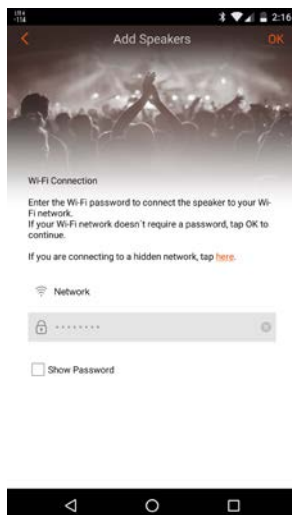 2:16
Add Speakers
OK
Wi-Fi Connection
Enter the Wi-Fi password to connect the speaker to your Wi-
Fi network.
If your Wi-Fi network doesn`t require a password, tap OK to
continue.
If you are connecting to a hidden network, tap here.
Network
Show Password